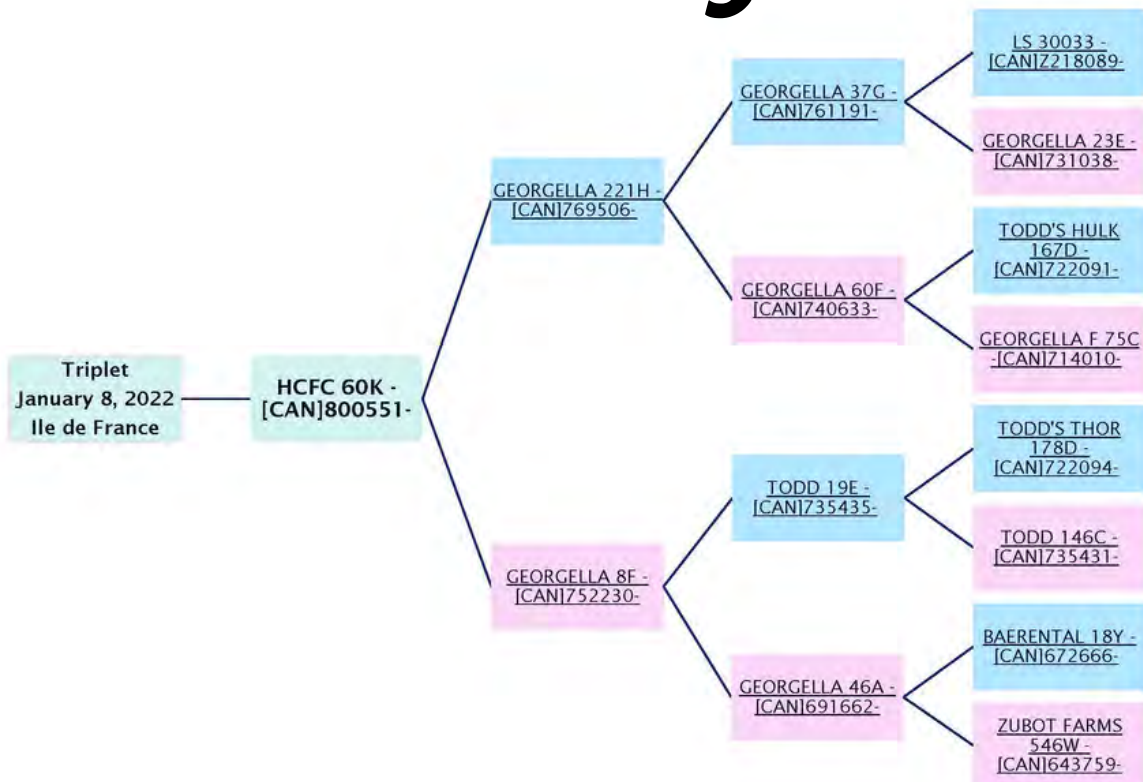 Triplet
January 8, 2022
Ile de France
HCFC 60K -
[CAN]800551-
GEORGELLA 221H -
[CAN]769506-
GEORGELLA 8F -
[CAN]752230-
GEORGELLA 37G -
[CAN]761191-
GEORGELLA 60F -
[CAN]740633-
TODD 19E -
[CAN]735435-
GEORGELLA 46A -
[CAN]691662-
LS 30033 -
[CAN]Z218089-
GEORGELLA 23E -
[CAN]731038-
TODD'S HULK
167D -
[CAN]722091-
GEORGELLA F 75C
-[CAN]714010-
TODD'S THOR
178D -
[CAN]722094-
TODD 146C -
[CAN]735431-
BAERENTAL 18Y -
[CAN]672666-
ZUBOT FARMS
546W -
[CAN]643759-